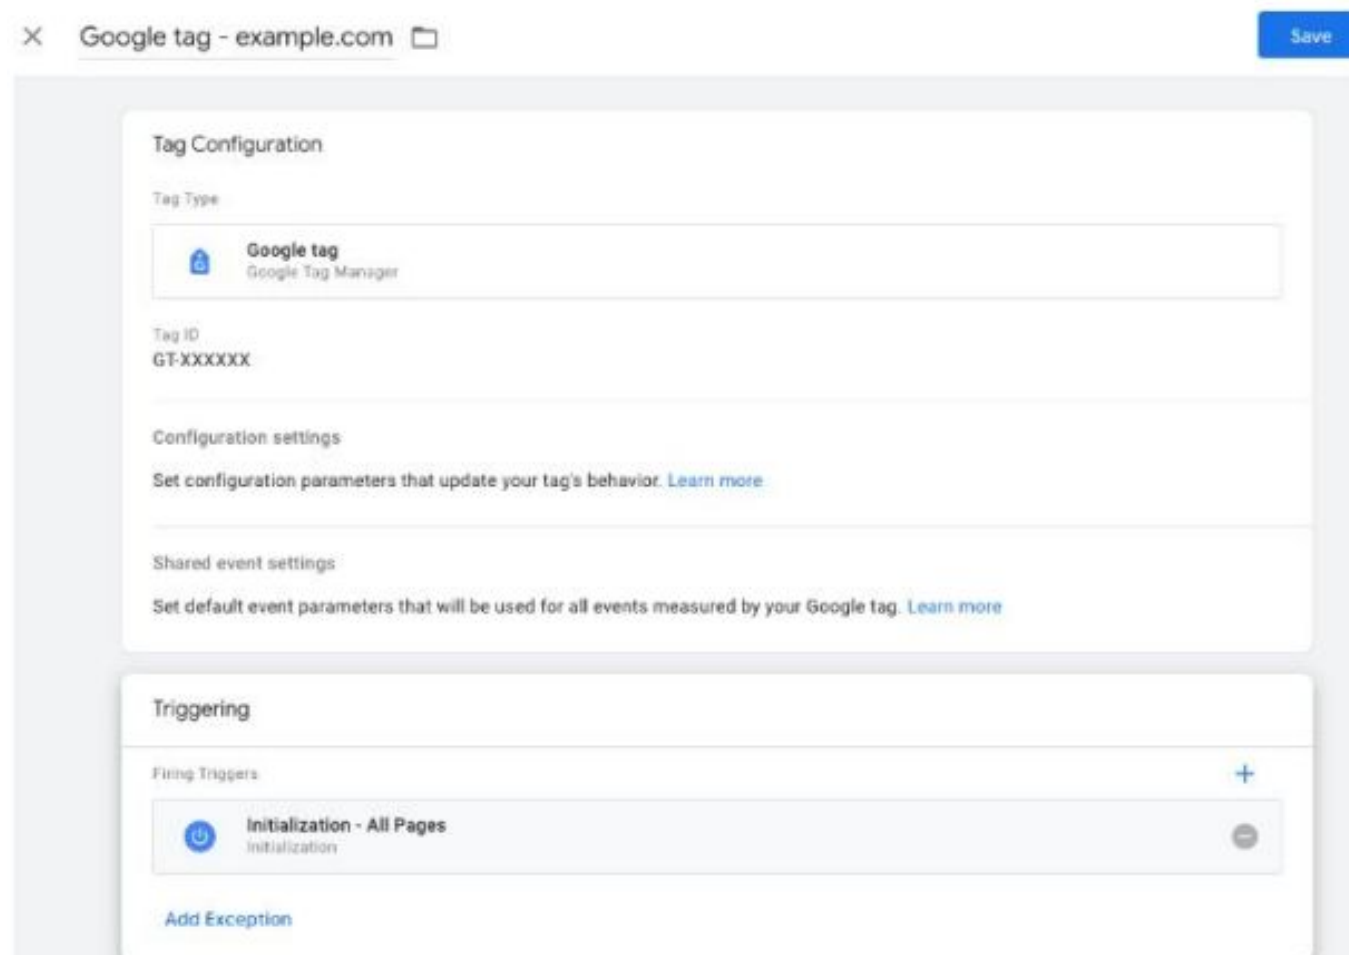 Google tag - example.com
Save
Tag Configuration
Tag Type
Google tag
Google Tag Manager
Tag ID
GT-XXXXXX
Configuration settings
Set configuration parameters that update your tag's behavior. Learn more
Shared event settings
Set default event parameters that will be used for all events measured by your Google tag. Learn more
Triggering
Firing Triggers
Initialization - All Pages
Initialization
Add Exception